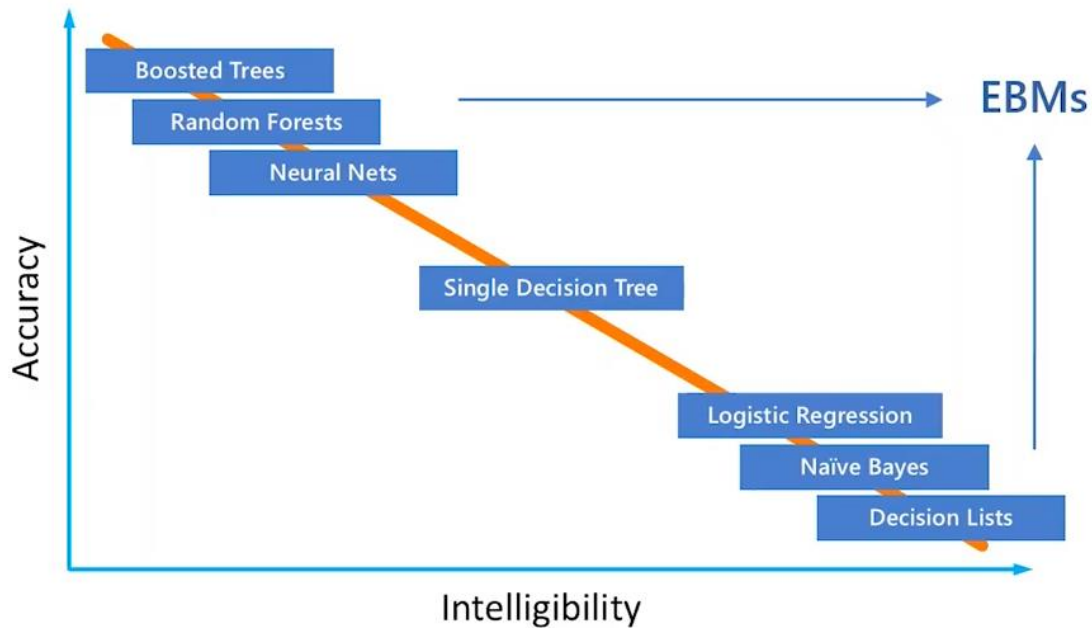 Boosted Trees
EBMs
Random Forests
Neural Nets
Single Decision Tree
Logistic Regression
Naïve Bayes
Decision Lists
Accuracy
Intelligibility